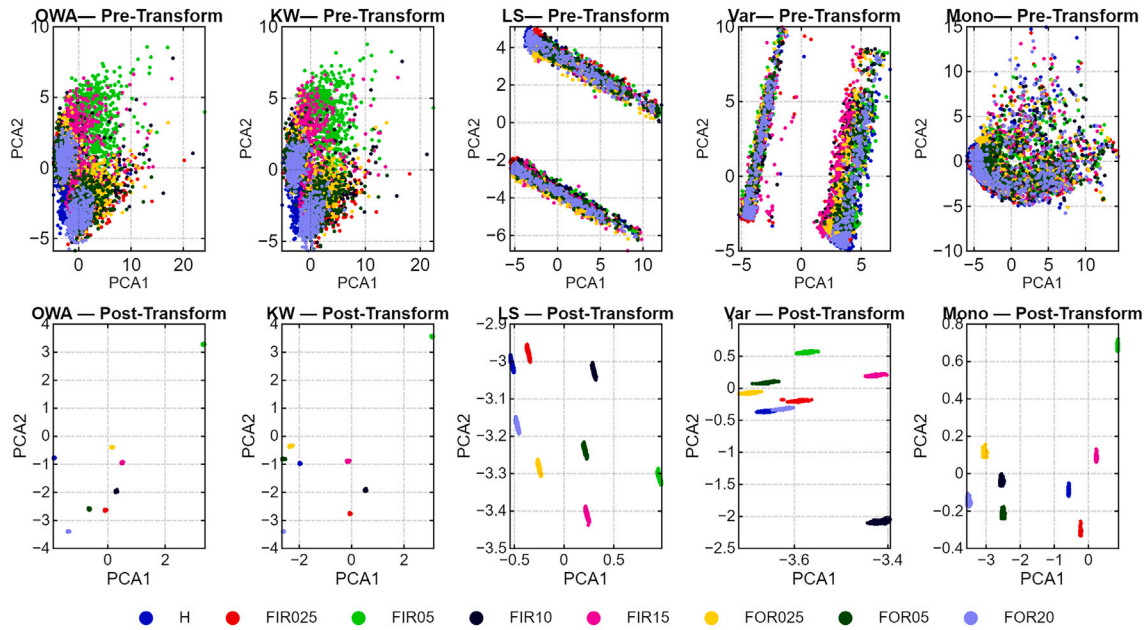 OWA— Pre-Transform KW— Pre-Transform LS— Pre-Transform Var— Pre-Transform Mono— Pre-Transform
10 5 0 −5
PCA2
0 10 20
PCA1
10 5 0 −5
PCA2
0 10 20
PCA1
4 2 0 −2 −4 −6
PCA2
−5 0 5 10
PCA1
10 5 0 −5
PCA2
−5 0 5
PCA1
15 10 5 0 −5 −10
PCA2
−5 0 5 10
PCA1
OWA — Post-Transform KW — Post-Transform LS — Post-Transform Var — Post-Transform Mono — Post-Transform
4 3 2 1 0 −1 −2 −3 −4
PCA2
0 2
PCA1
4 3 2 1 0 −1 −2 −3 −4
PCA2
−2 0 2
PCA1
−2.9 −3 −3.1 −3.2 −3.3 −3.4 −3.5
PCA2
−0.5 0 0.5
PCA1
1 0.5 0 −0.5 −1 −1.5 −2 −2.5
PCA2
−3.6 −3.4
PCA1
0.8 0.6 0.4 0.2 0 −0.2 −0.4
PCA2
−3 −2 −1 0
PCA1
H FIR025 FIR05 FIR10 FIR15 FOR025 FOR05 FOR20